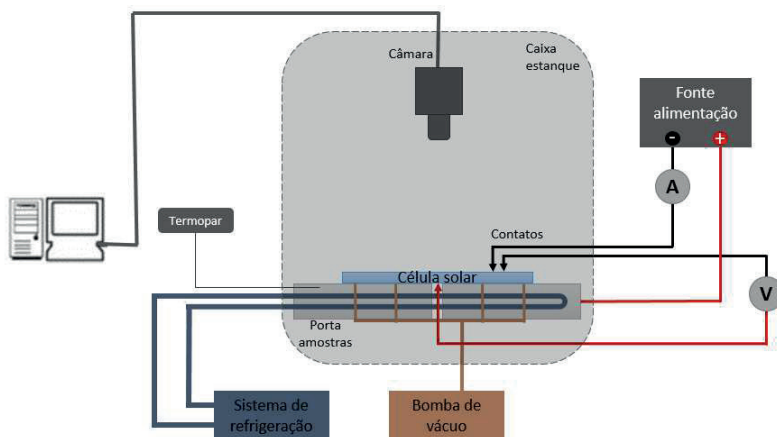 Câmara
Caixa
estanque
Fonte
alimentação
-
+
A
Termopar
Contatos
Célula solar
V
Porta
amostras
Sistema de
refrigeração
Bomba de
vácuo